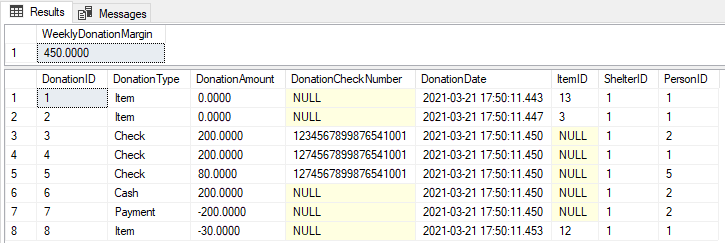 Results Messages
WeeklyDonationMargin
1 450.0000
DonationID DonationType DonationAmount DonationCheckNumber DonationDate ItemID ShelterID PersonID
1 1 Item 0.0000 NULL 2021-03-21 17:50:11.443 13 1 1
2 2 Item 0.0000 NULL 2021-03-21 17:50:11.447 3 1 1
3 3 Check 200.0000 1234567899876541001 2021-03-21 17:50:11.450 NULL 1 2
4 4 Check 200.0000 1274567899876541001 2021-03-21 17:50:11.450 NULL 1 1
5 5 Check 80.0000 1274567899876541001 2021-03-21 17:50:11.450 NULL 1 5
6 6 Cash 200.0000 NULL 2021-03-21 17:50:11.450 NULL 1 2
7 7 Payment -200.0000 NULL 2021-03-21 17:50:11.450 NULL 1 2
8 8 Item -30.0000 NULL 2021-03-21 17:50:11.453 12 1 1